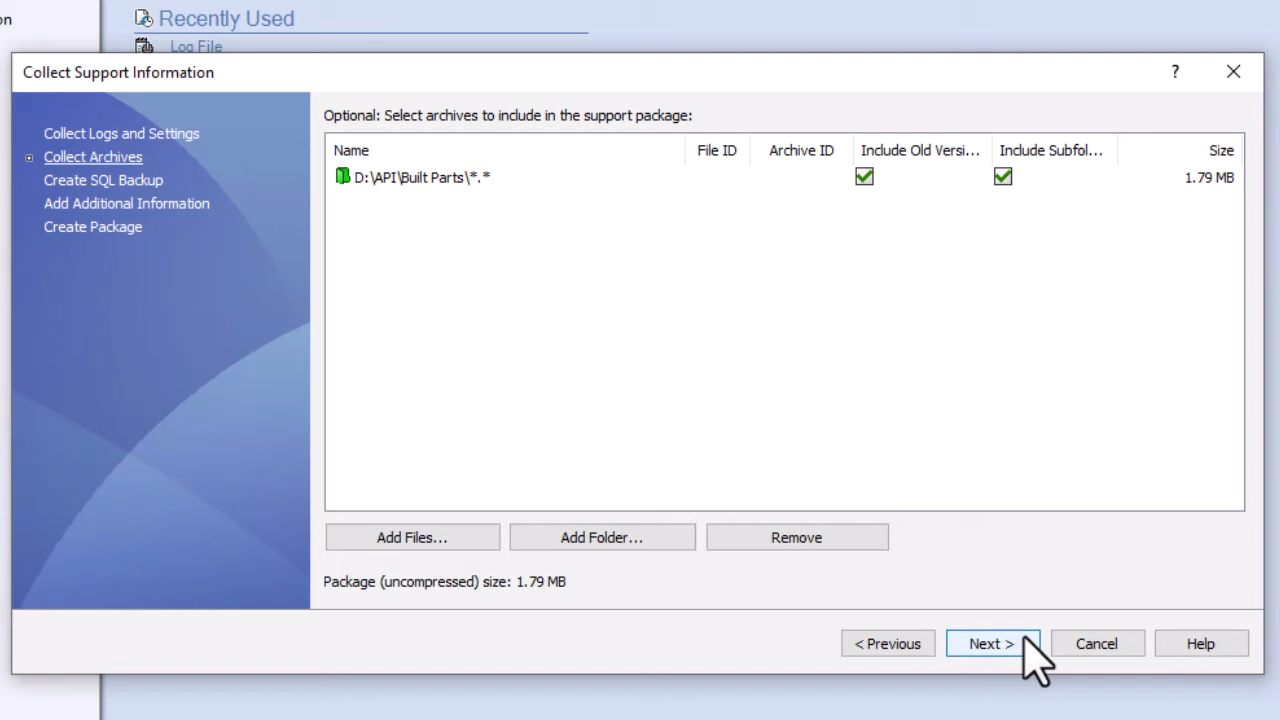 on
Recently Used
Log File
Collect Support Information
?
Collect Logs and Settings
Collect Archives
Create SQL Backup
Add Additional Information
Create Package
Optional: Select archives to include in the support package:
Name File ID Archive ID Include Old Versi... Include Subfol... Size
D:\API\Built Parts\*.* 1.79 MB
Add Files... Add Folder... Remove
Package (uncompressed) size: 1.79 MB
< Previous Next > Cancel Help